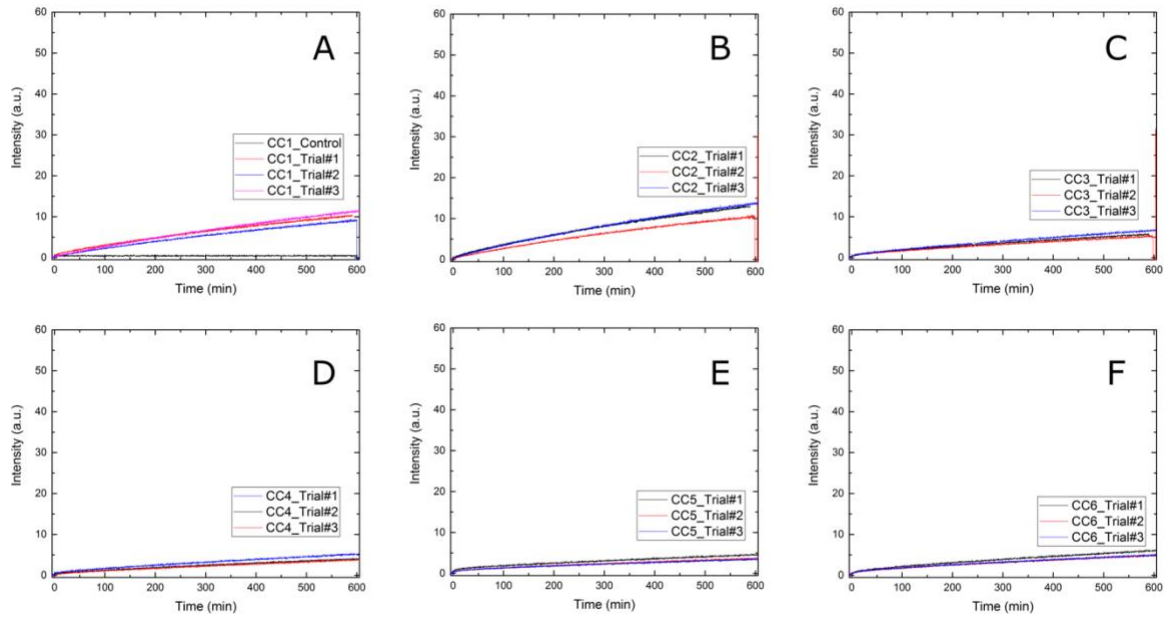 A
Intensity (a.u.)
60
50
40
30
20
10
0
CC1_Control
CC1_Trial#1
CC1_Trial#2
CC1_Trial#3
0 100 200 300 400 500 600
Time (min)
B
Intensity (a.u.)
60
50
40
30
20
10
0
CC2_Trial#1
CC2_Trial#2
CC2_Trial#3
0 100 200 300 400 500 600
Time (min)
C
Intensity (a.u.)
60
50
40
30
20
10
0
CC3_Trial#1
CC3_Trial#2
CC3_Trial#3
0 100 200 300 400 500 600
Time (min)
D
Intensity (a.u.)
60
50
40
30
20
10
0
CC4_Trial#1
CC4_Trial#2
CC4_Trial#3
0 100 200 300 400 500 600
Time (min)
E
Intensity (a.u.)
60
50
40
30
20
10
0
CC5_Trial#1
CC5_Trial#2
CC5_Trial#3
0 100 200 300 400 500 600
Time (min)
F
Intensity (a.u.)
60
50
40
30
20
10
0
CC6_Trial#1
CC6_Trial#2
CC6_Trial#3
0 100 200 300 400 500 600
Time (min)